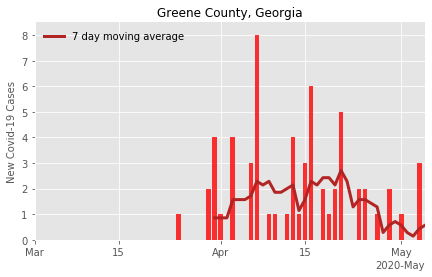 Greene County, Georgia
7 day moving average
New Covid-19 Cases
8
7
6
5
4
3
2
1
0
Mar
15
Apr
15
May
2020-May